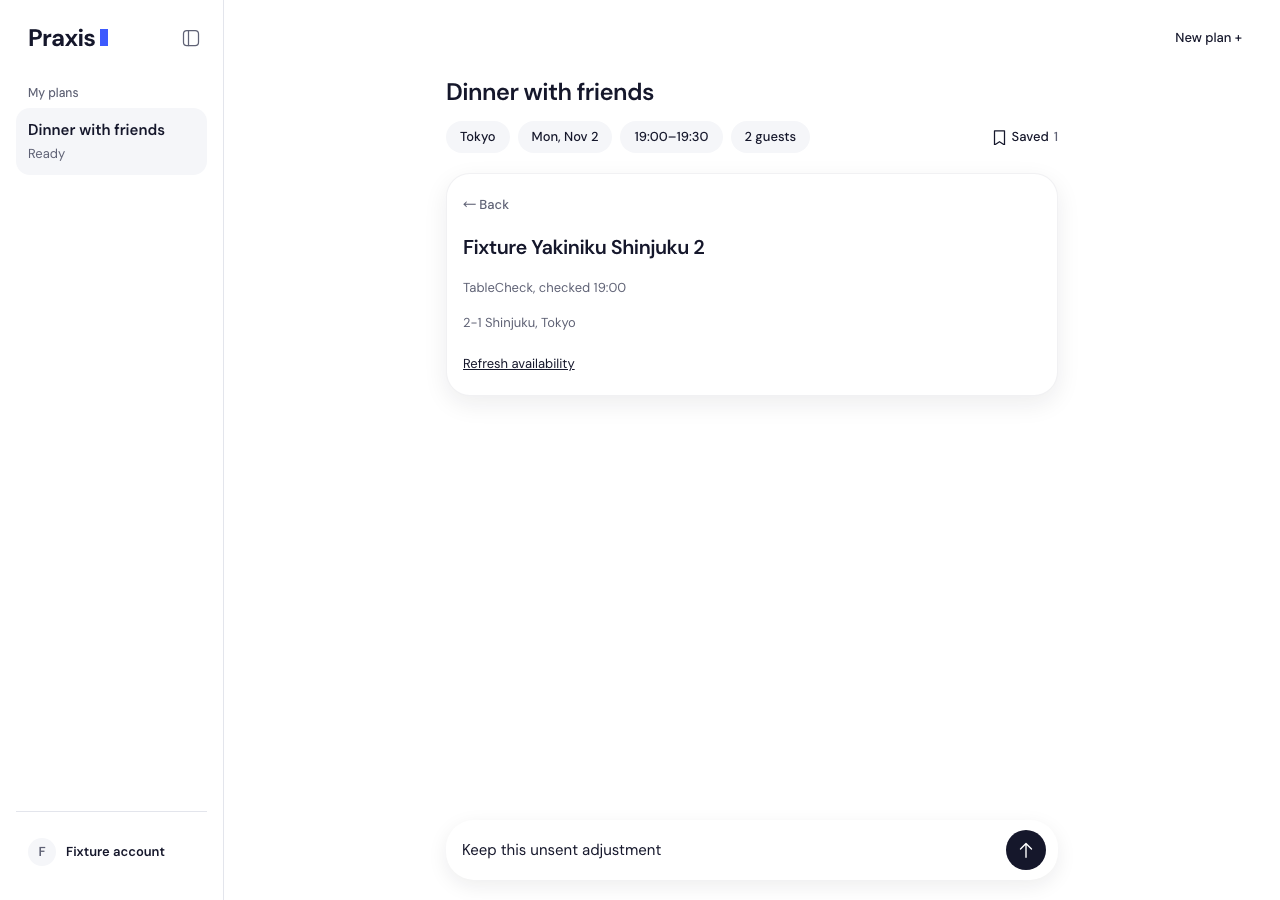 Praxis
New plan +
My plans
Dinner with friends
Ready
Dinner with friends
Tokyo
Mon, Nov 2
19:00–19:30
2 guests
Saved 1
← Back
Fixture Yakiniku Shinjuku 2
TableCheck, checked 19:00
2-1 Shinjuku, Tokyo
Refresh availability
Keep this unsent adjustment
F
Fixture account